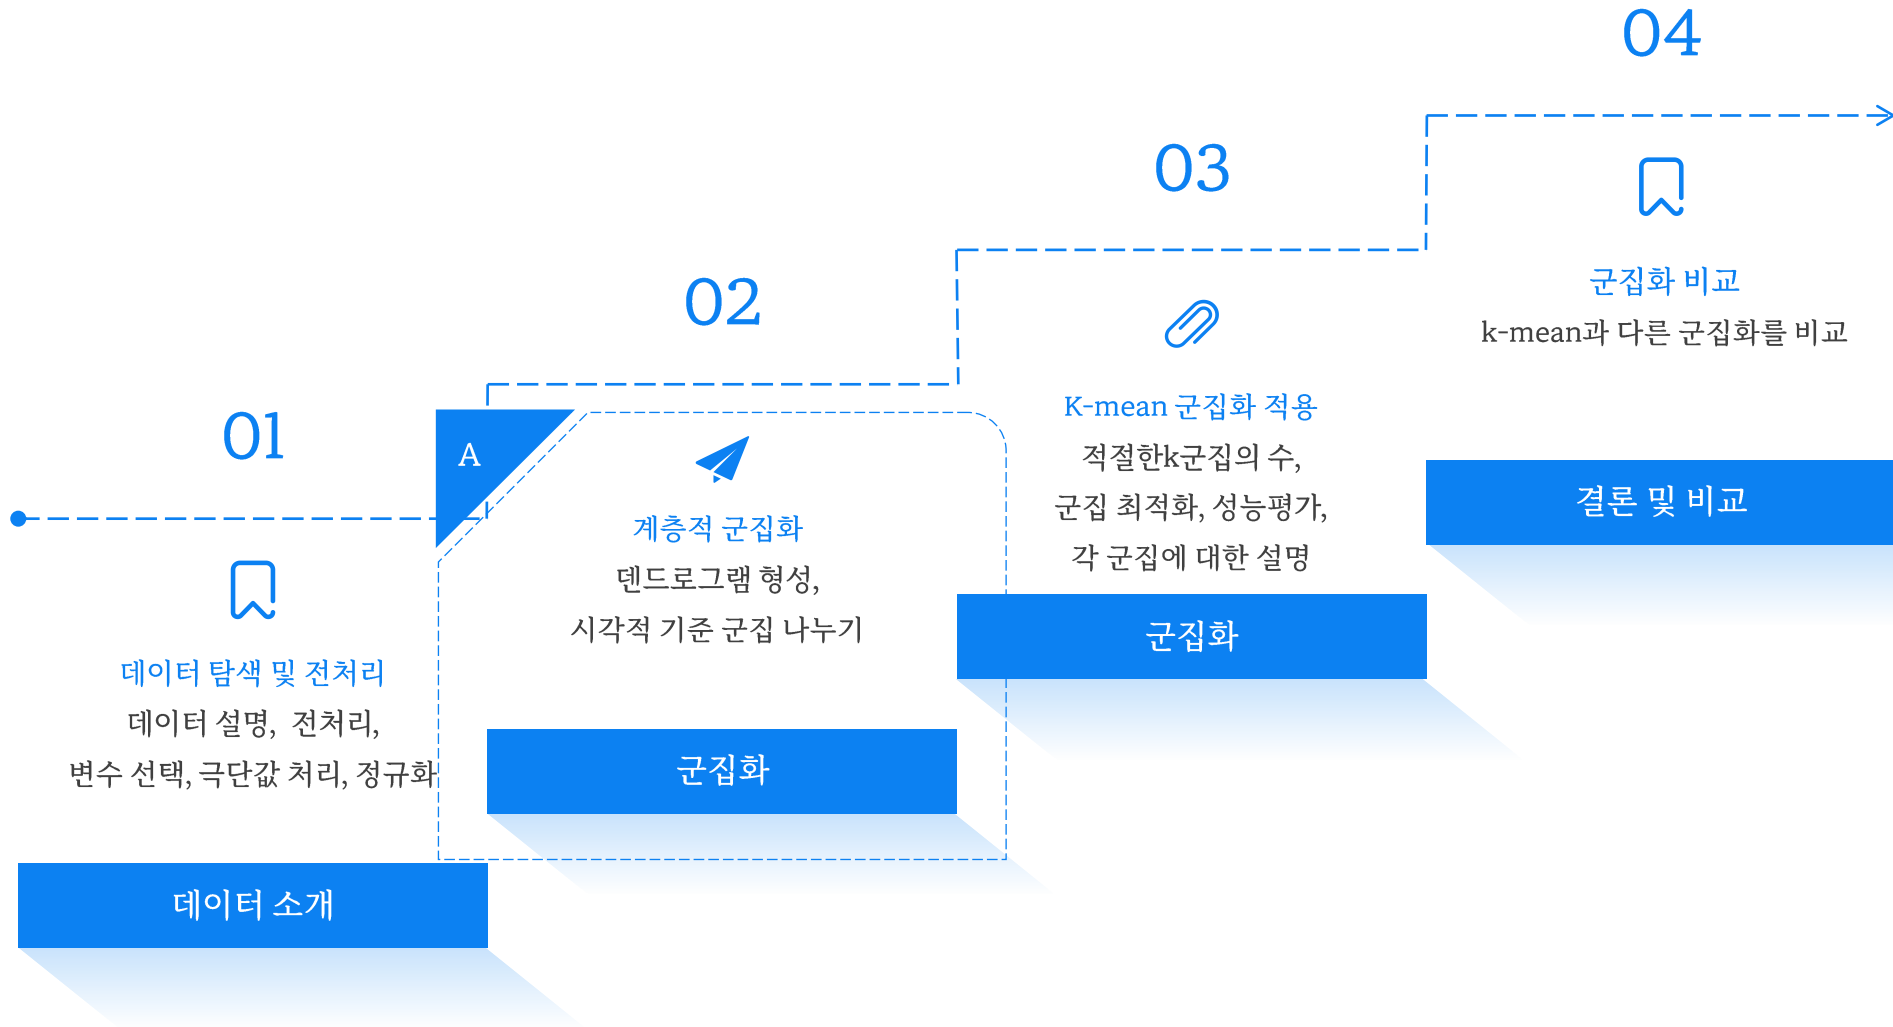 01
데이터 탐색 및 전처리
데이터 설명,  전처리,
변수 선택, 극단값 처리, 정규화
데이터 소개
02
A
계층적 군집화
덴드로그램 형성,
시각적 기준 군집 나누기
군집화
03
K-mean 군집화 적용
적절한k군집의 수,
군집 최적화, 성능평가,
각 군집에 대한 설명
군집화
04
군집화 비교
k-mean과 다른 군집화를 비교
결론 및 비교